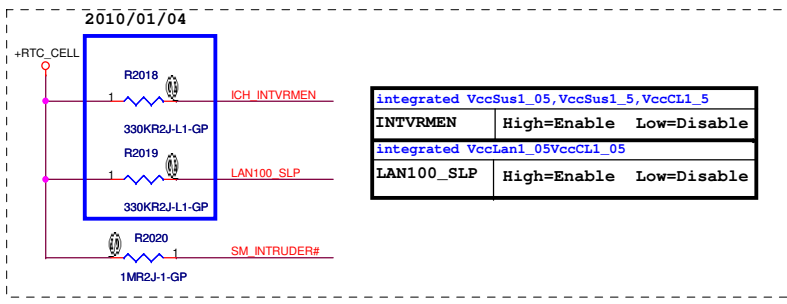 2010/01/04
+RTC_CELL
R2018
1
ICH_INTVRMEN
330KR2J-L1-GP
R2019
1
LAN100_SLP
330KR2J-L1-GP
R2020
1
SM_INTRUDER#
1MR2J-1-GP
integrated VccSus1_05,VccSus1_5,VccCL1_5
INTVRMEN High=Enable Low=Disable
integrated VccLan1_05VccCL1_05
LAN100_SLP High=Enable Low=Disable